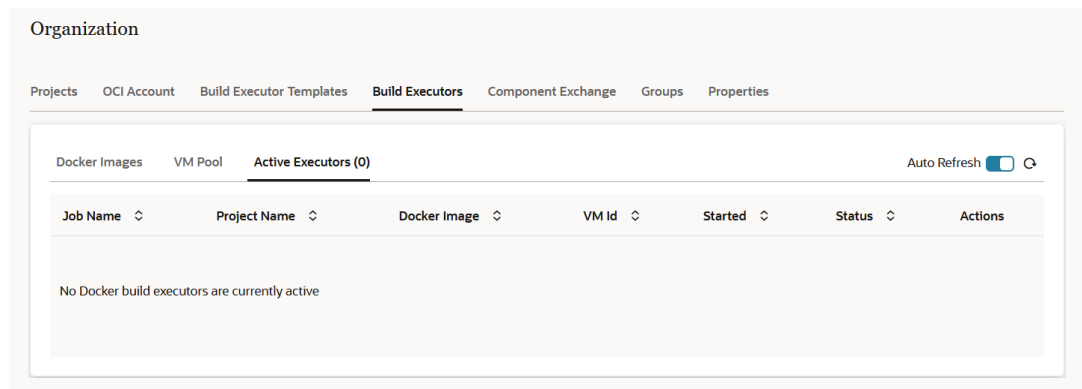 Organization
Projects OCI Account Build Executor Templates Build Executors Component Exchange Groups Properties
Docker Images VM Pool Active Executors (0) Auto Refresh
Job Name Project Name Docker Image VM Id Started Status Actions
No Docker build executors are currently active